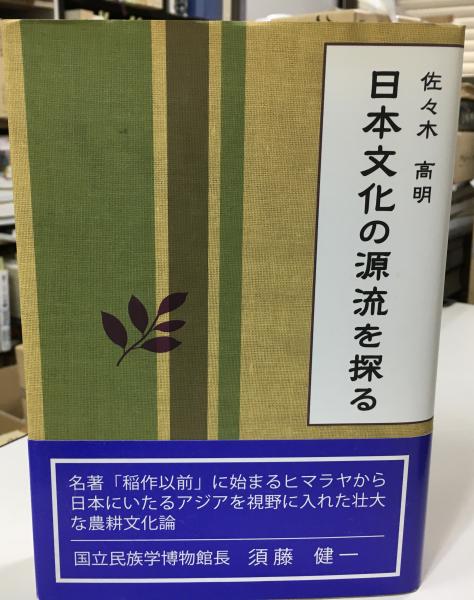 佐々木 高明
日本文化の源流を探る
名著「稲作以前」に始まるヒマラヤから
日本にいたるアジアを視野に入れた壮大
な農耕文化論
国立民族学博物館長 須藤 健一